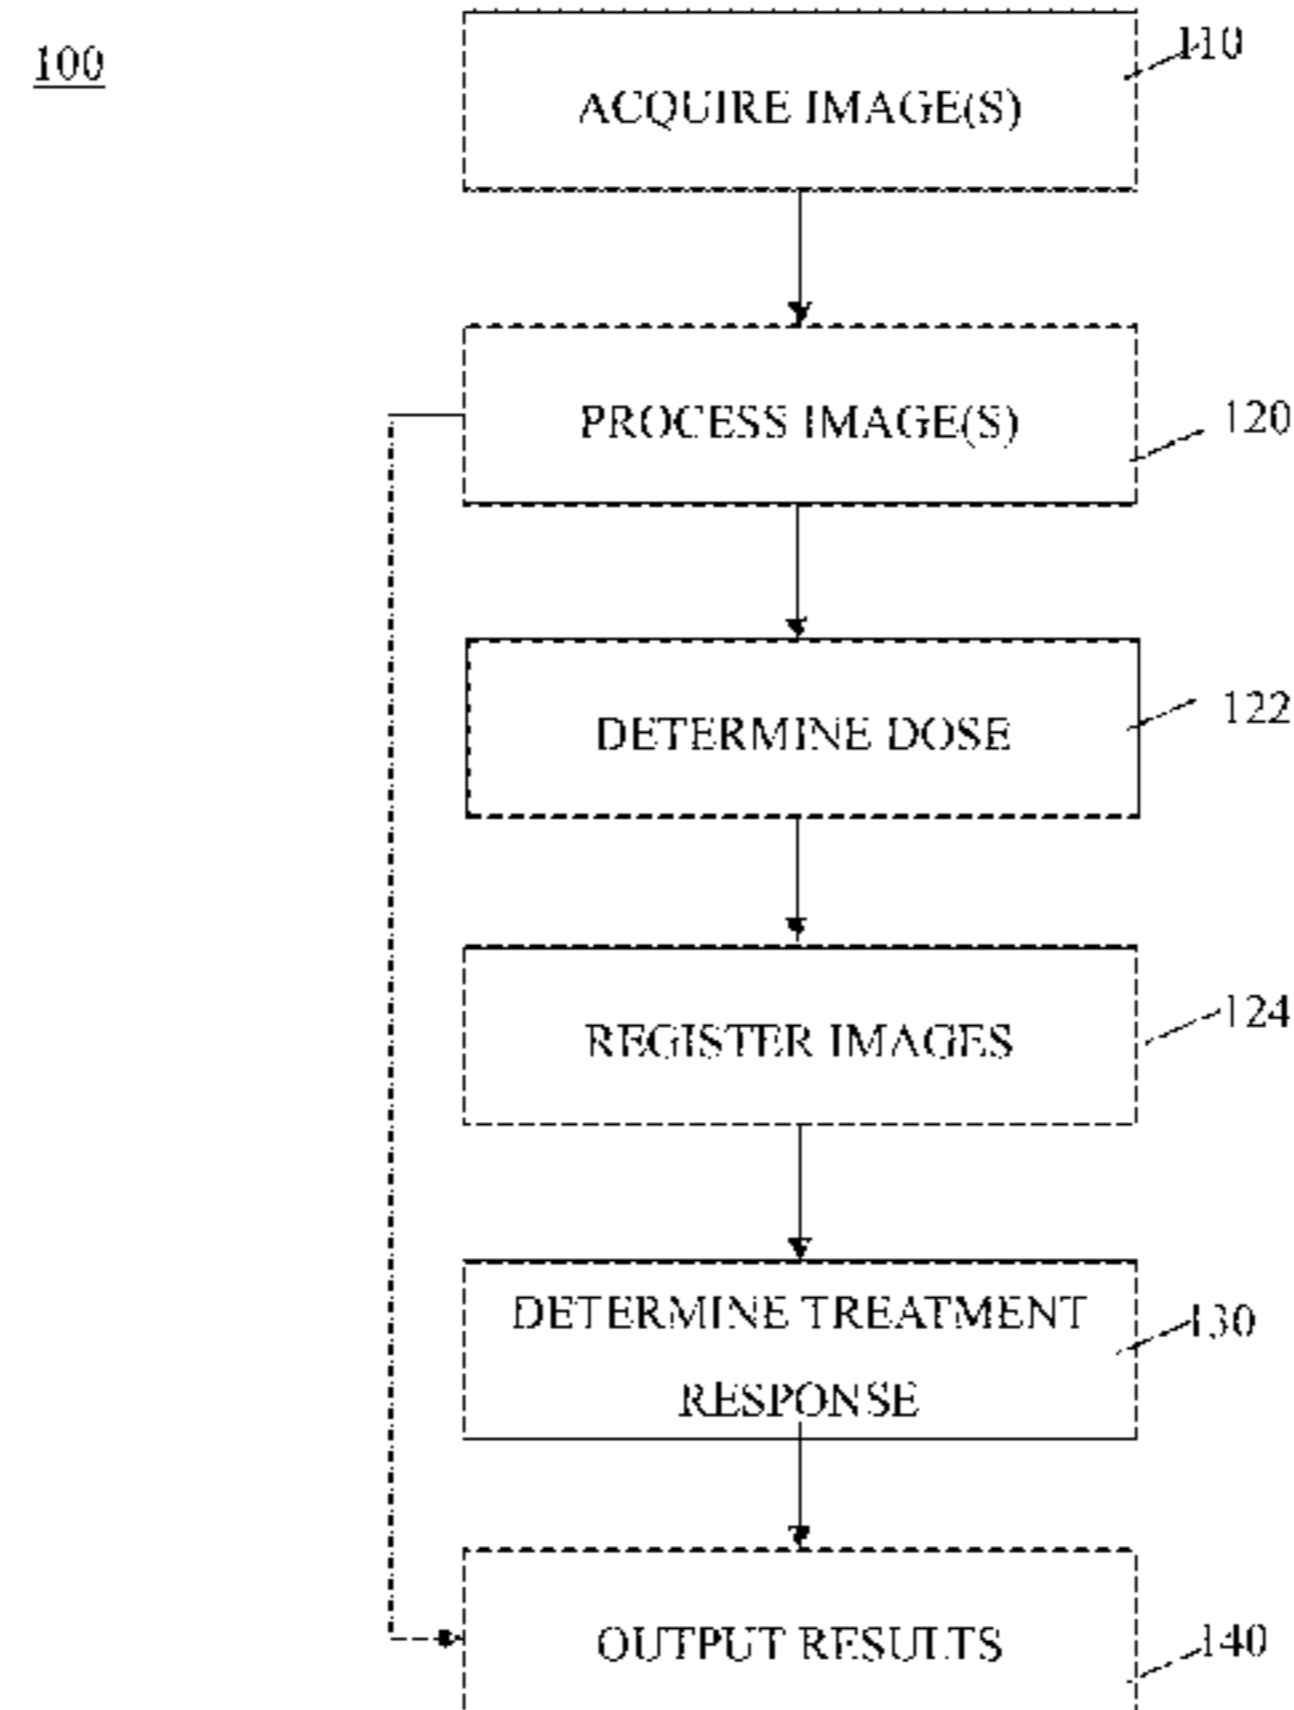 100
110
ACQUIRE IMAGE(S)
PROCESS IMAGE(S)
120
DETERMINE DOSE
122
REGISTER IMAGES
124
DETERMINE TREATMENT
RESPONSE
130
OUTPUT RESULTS
140